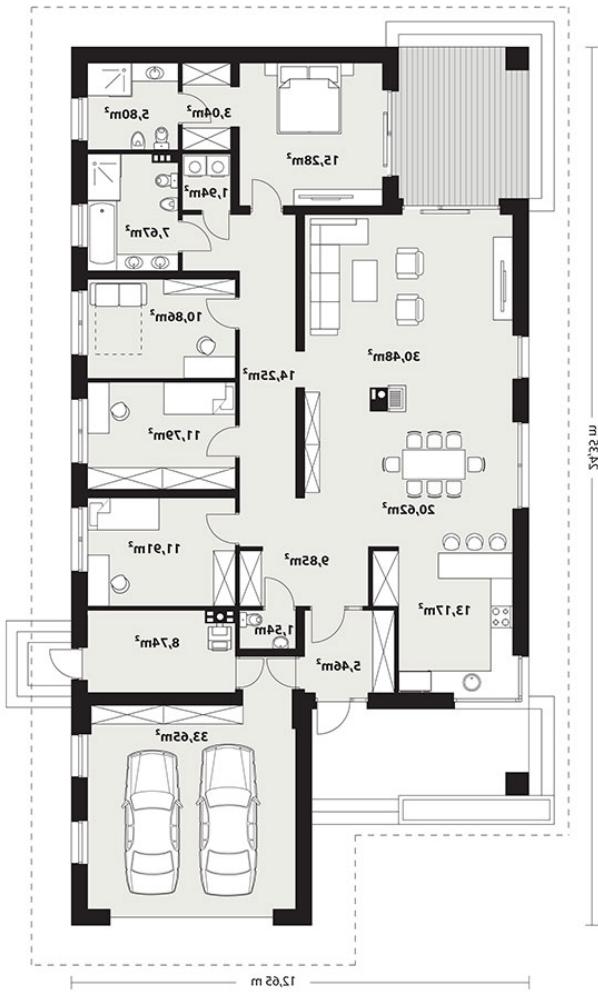 5,80m²
3,04m²
15,28m²
1,94m²
7,67m²
10,86m²
30,48m²
14,25m²
11,79m²
20,62m²
11,91m²
9,85m²
13,17m²
1,54m
8,74m²
5,46m²
33,65m²
24,35 m
12,65 m